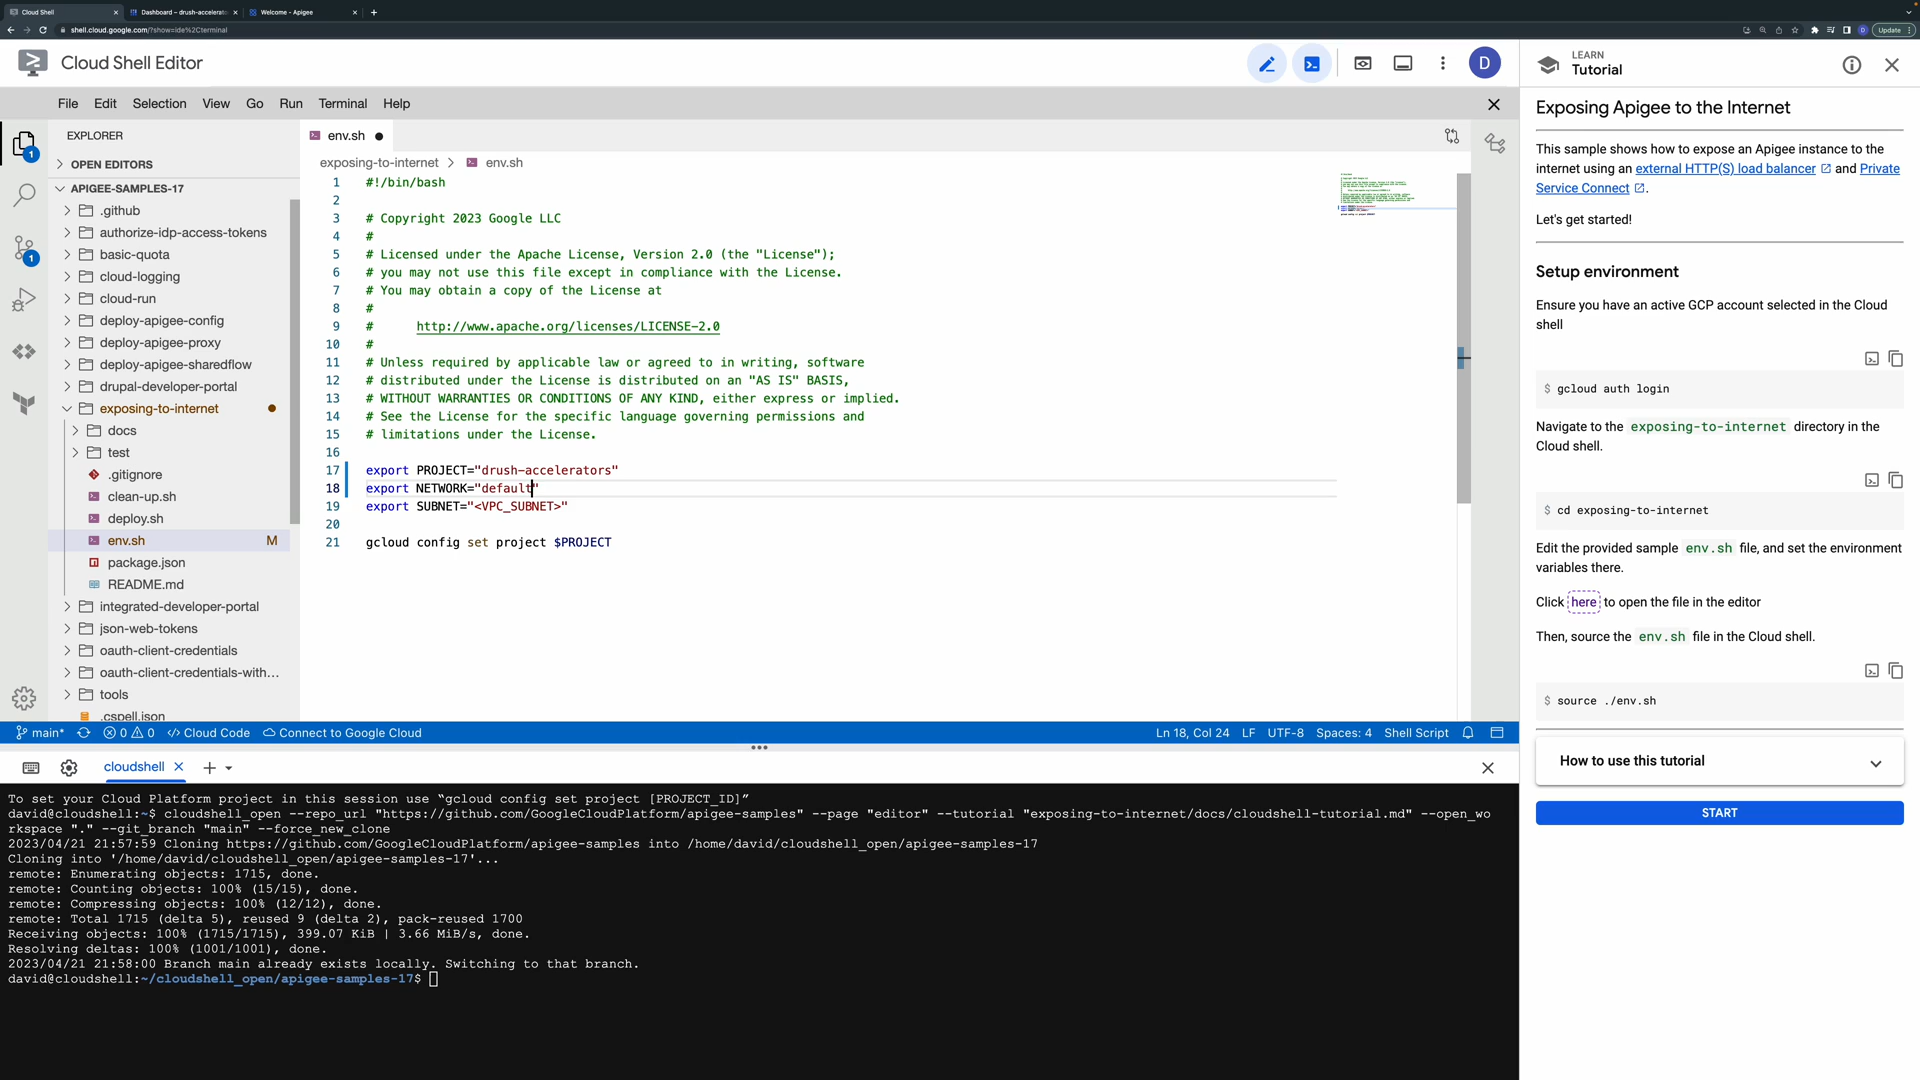 Cloud Shell
Dashboard – drush-accelerato
Welcome - Apigee
shell.cloud.google.com/?show=ide%2Cterminal
Update
Cloud Shell Editor
D
LEARN
Tutorial
File Edit Selection View Go Run Terminal Help
EXPLORER
OPEN EDITORS
APIGEE-SAMPLES-17
.github
authorize-idp-access-tokens
basic-quota
cloud-logging
cloud-run
deploy-apigee-config
deploy-apigee-proxy
deploy-apigee-sharedflow
drupal-developer-portal
exposing-to-internet
docs
test
.gitignore
clean-up.sh
deploy.sh
env.sh M
package.json
README.md
integrated-developer-portal
json-web-tokens
oauth-client-credentials
oauth-client-credentials-with...
tools
.cspell.json
1
1
env.sh
exposing-to-internet > env.sh
1 #!/bin/bash
2
3 # Copyright 2023 Google LLC
4 #
5 # Licensed under the Apache License, Version 2.0 (the "License");
6 # you may not use this file except in compliance with the License.
7 # You may obtain a copy of the License at
8 #
9 # http://www.apache.org/licenses/LICENSE-2.0
10 #
11 # Unless required by applicable law or agreed to in writing, software
12 # distributed under the License is distributed on an "AS IS" BASIS,
13 # WITHOUT WARRANTIES OR CONDITIONS OF ANY KIND, either express or implied.
14 # See the License for the specific language governing permissions and
15 # limitations under the License.
16
17 export PROJECT="drush-accelerators"
18 export NETWORK="default"
19 export SUBNET="<VPC_SUBNET>"
20
21 gcloud config set project $PROJECT
main* 0 0 Cloud Code Connect to Google Cloud
Ln 18, Col 24 LF UTF-8 Spaces: 4 Shell Script
cloudshell
To set your Cloud Platform project in this session use “gcloud config set project [PROJECT_ID]”
david@cloudshell:~$ cloudshell_open --repo_url "https://github.com/GoogleCloudPlatform/apigee-samples" --page "editor" --tutorial "exposing-to-internet/docs/cloudshell-tutorial.md" --open_wo
rkspace "." --git_branch "main" --force_new_clone
2023/04/21 21:57:59 Cloning https://github.com/GoogleCloudPlatform/apigee-samples into /home/david/cloudshell_open/apigee-samples-17
Cloning into '/home/david/cloudshell_open/apigee-samples-17'...
remote: Enumerating objects: 1715, done.
remote: Counting objects: 100% (15/15), done.
remote: Compressing objects: 100% (12/12), done.
remote: Total 1715 (delta 5), reused 9 (delta 2), pack-reused 1700
Receiving objects: 100% (1715/1715), 399.07 KiB | 3.66 MiB/s, done.
Resolving deltas: 100% (1001/1001), done.
2023/04/21 21:58:00 Branch main already exists locally. Switching to that branch.
david@cloudshell:~/cloudshell_open/apigee-samples-17$
Exposing Apigee to the Internet
This sample shows how to expose an Apigee instance to the
internet using an external HTTP(S) load balancer and Private
Service Connect .
Let's get started!
Setup environment
Ensure you have an active GCP account selected in the Cloud
shell
$ gcloud auth login
Navigate to the exposing-to-internet directory in the
Cloud shell.
$ cd exposing-to-internet
Edit the provided sample env.sh file, and set the environment
variables there.
Click here to open the file in the editor
Then, source the env.sh file in the Cloud shell.
$ source ./env.sh
How to use this tutorial
START